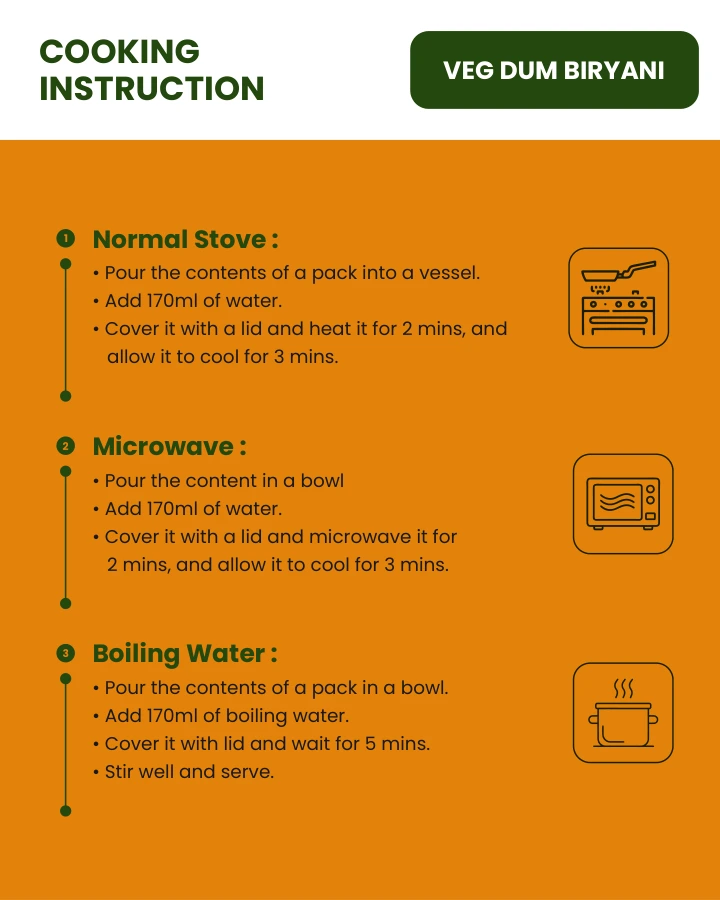 COOKING
INSTRUCTION
VEG DUM BIRYANI
1 Normal Stove :
• Pour the contents of a pack into a vessel.
• Add 170ml of water.
• Cover it with a lid and heat it for 2 mins, and
allow it to cool for 3 mins.
2 Microwave :
• Pour the content in a bowl
• Add 170ml of water.
• Cover it with a lid and microwave it for
2 mins, and allow it to cool for 3 mins.
3 Boiling Water :
• Pour the contents of a pack in a bowl.
• Add 170ml of boiling water.
• Cover it with lid and wait for 5 mins.
• Stir well and serve.